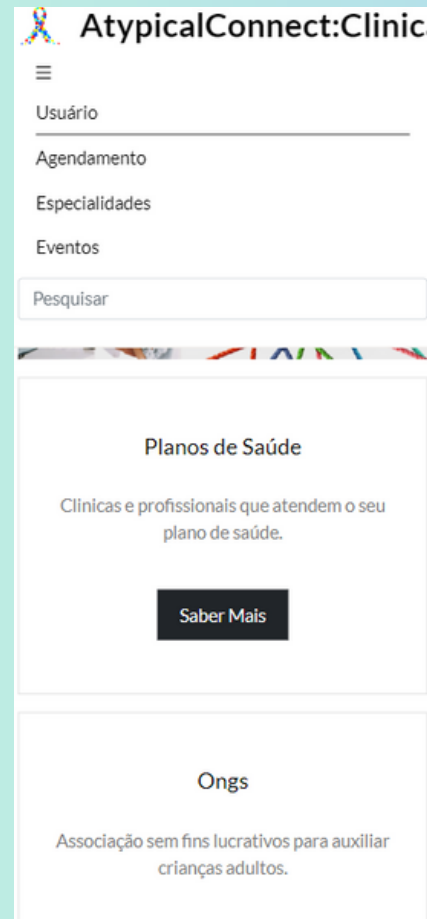 AtypicalConnect:Clinic
Usuário
Agendamento
Especialidades
Eventos
Pesquisar
Planos de Saúde
Clinicas e profissionais que atendem o seu
plano de saúde.
Saber Mais
Ongs
Associação sem fins lucrativos para auxiliar
crianças adultos.